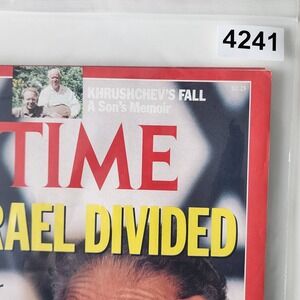 4241
KHRUSHCHEV'S FALL
A Son's Memoir
TIME
RAEL DIVIDED